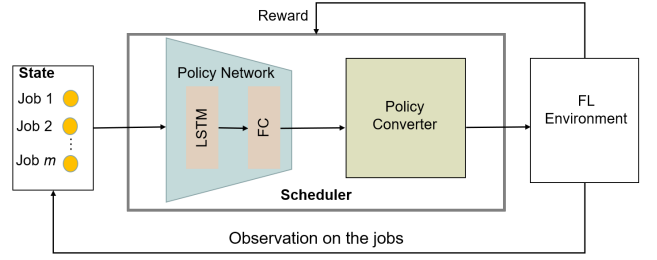 Reward
State
Job 1
Job 2
Job m
Policy Network
LSTM
FC
Policy
Converter
Scheduler
FL
Environment
Observation on the jobs